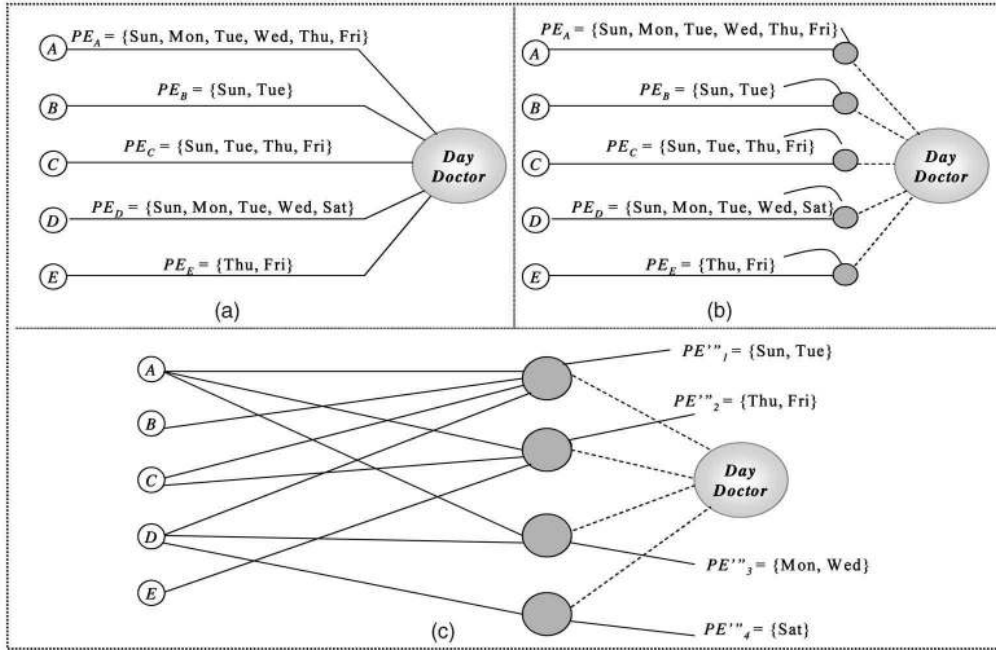 PE_A = {Sun, Mon, Tue, Wed, Thu, Fri}
A
PE_B = {Sun, Tue}
B
PE_C = {Sun, Tue, Thu, Fri}
C
Day
Doctor
PE_D = {Sun, Mon, Tue, Wed, Sat}
D
PE_E = {Thu, Fri}
E
(a)
PE_A = {Sun, Mon, Tue, Wed, Thu, Fri}
A
PE_B = {Sun, Tue}
B
PE_C = {Sun, Tue, Thu, Fri}
C
Day
Doctor
PE_D = {Sun, Mon, Tue, Wed, Sat}
D
PE_E = {Thu, Fri}
E
(b)
PE'"_1 = {Sun, Tue}
A
PE'"_2 = {Thu, Fri}
B
C
Day
Doctor
D
PE'"_3 = {Mon, Wed}
E
PE'"_4 = {Sat}
(c)